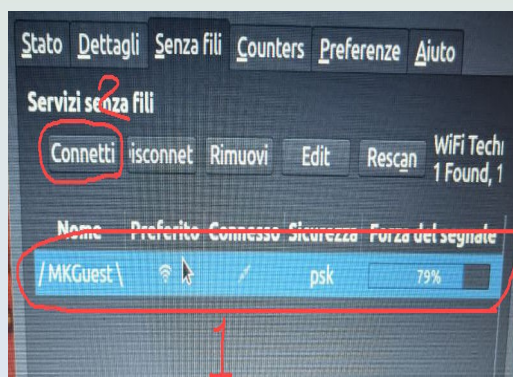 Stato Dettagli Senza fili Counters Preferenze Aiuto
2
Servizi senza fili
Connetti isconnet Rimuovi Edit Rescan WiFi Techn
1 Found, 1
Nome Preferito Connesso Sicurezza Forza del segnale
/MKGuest\ psk 79%
1